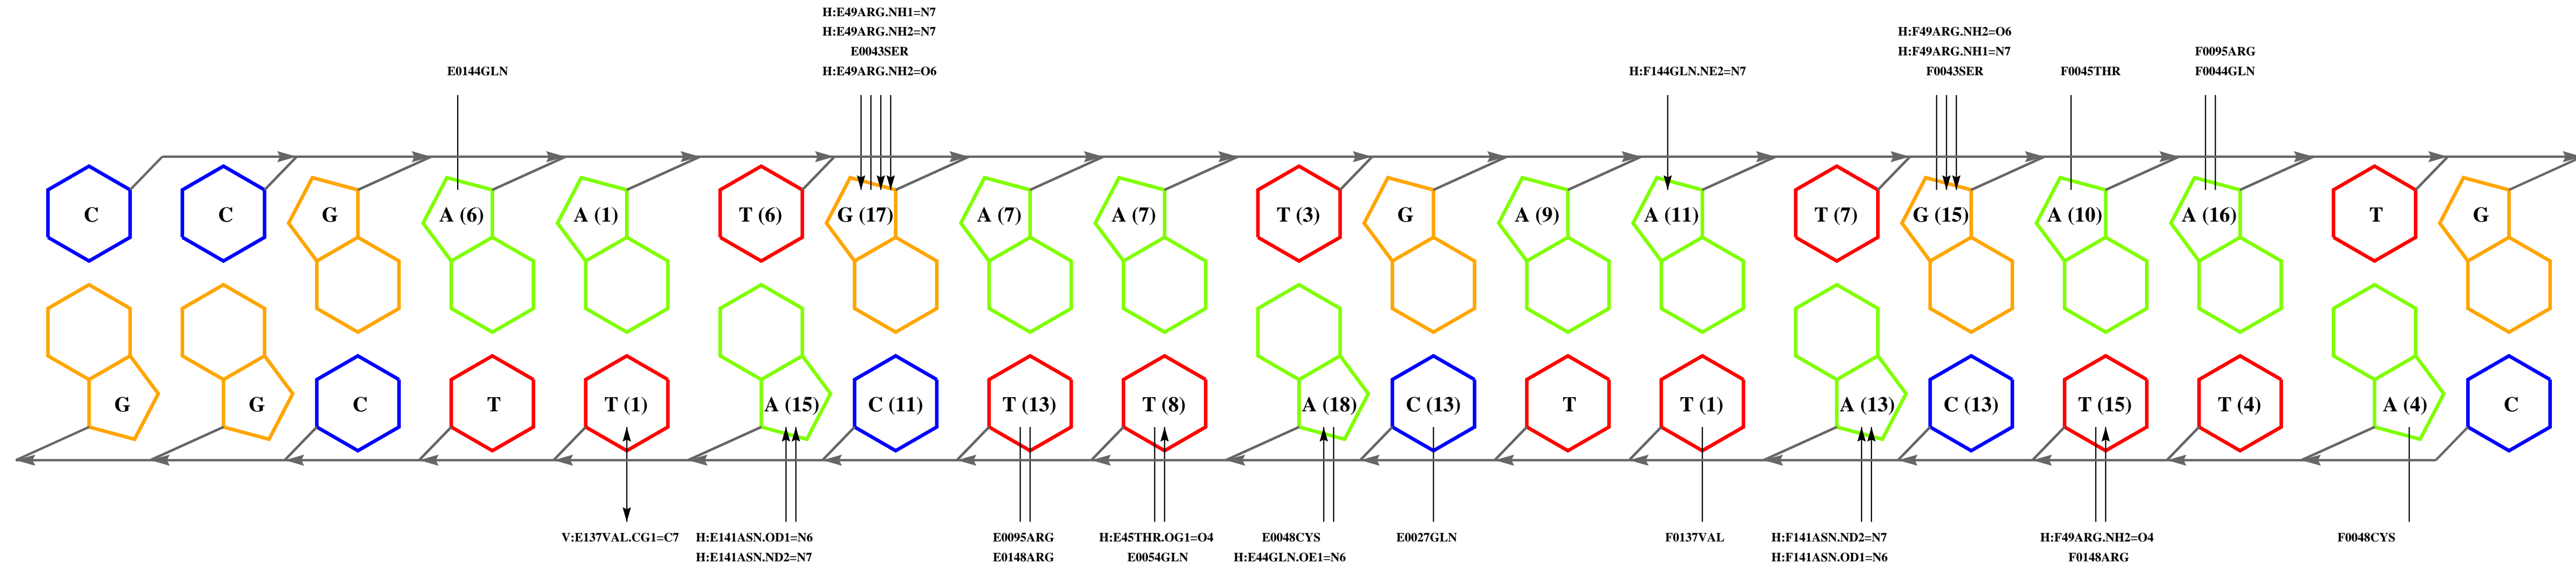 H:E49ARG.NH1=N7
H:E49ARG.NH2=N7
E0043SER
H:E49ARG.NH2=O6
H:F49ARG.NH2=O6
H:F49ARG.NH1=N7
F0043SER
E0144GLN
H:F144GLN.NE2=N7
F0045THR
F0095ARG
F0044GLN
C C G A (6) A (1) T (6) G (17) A (7) A (7) T (3) G A (9) A (11) T (7) G (15) A (10) A (16) T G
G G C T T (1) A (15) C (11) T (13) T (8) A (18) C (13) T T (1) A (13) C (13) T (15) T (4) A (4) C
V:E137VAL.CG1=C7
H:E141ASN.OD1=N6
H:E141ASN.ND2=N7
E0095ARG
E0148ARG
H:E45THR.OG1=O4
E0054GLN
E0048CYS
H:E44GLN.OE1=N6
E0027GLN
F0137VAL
H:F141ASN.ND2=N7
H:F141ASN.OD1=N6
H:F49ARG.NH2=O4
F0148ARG
F0048CYS